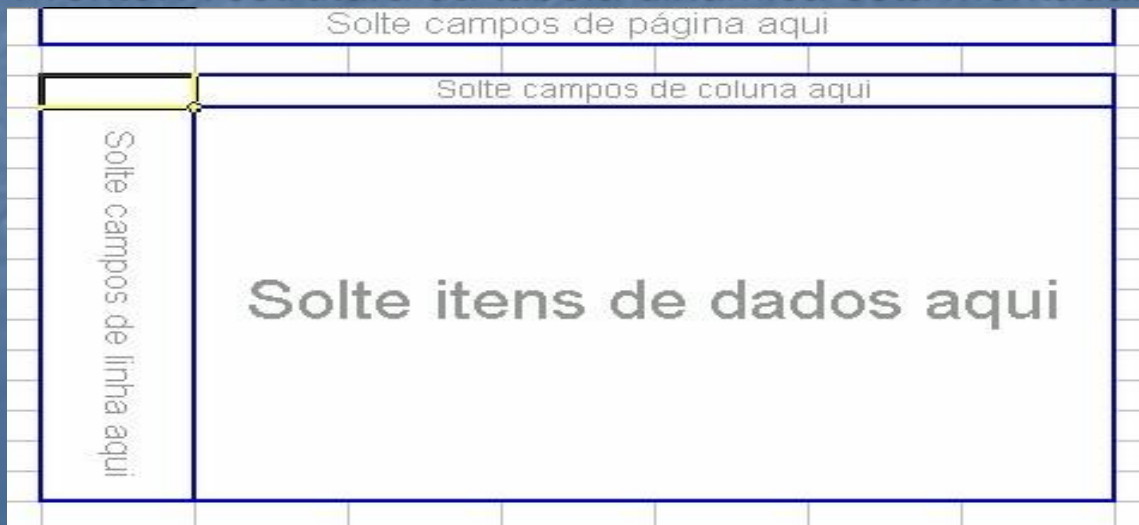 Solte campos de página aqui
Solte campos de coluna aqui
Solte campos de linha aqui
Solte itens de dados aqui